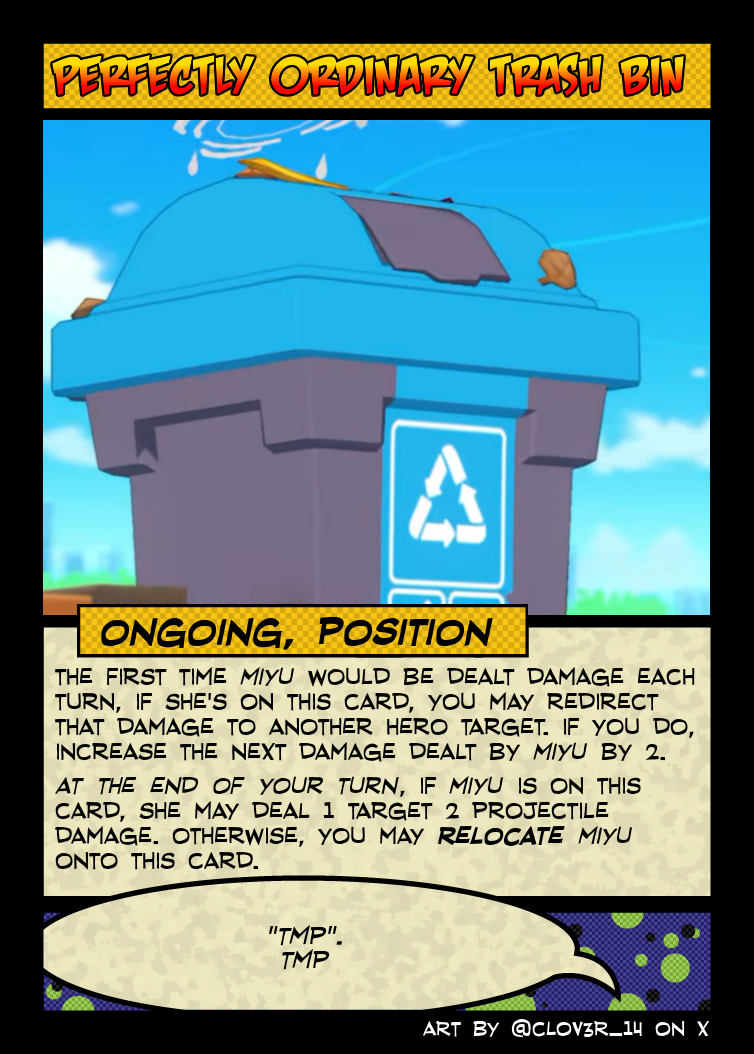 PERFECTLY ORDINARY TRASH BIN
ONGOING, POSITION
THE FIRST TIME MIYU WOULD BE DEALT DAMAGE EACH
TURN, IF SHE'S ON THIS CARD, YOU MAY REDIRECT
THAT DAMAGE TO ANOTHER HERO TARGET. IF YOU DO,
INCREASE THE NEXT DAMAGE DEALT BY MIYU BY 2.
AT THE END OF YOUR TURN, IF MIYU IS ON THIS
CARD, SHE MAY DEAL 1 TARGET 2 PROJECTILE
DAMAGE. OTHERWISE, YOU MAY RELOCATE MIYU
ONTO THIS CARD.
"TMP".
TMP
ART BY @CLOV3R_14 ON X